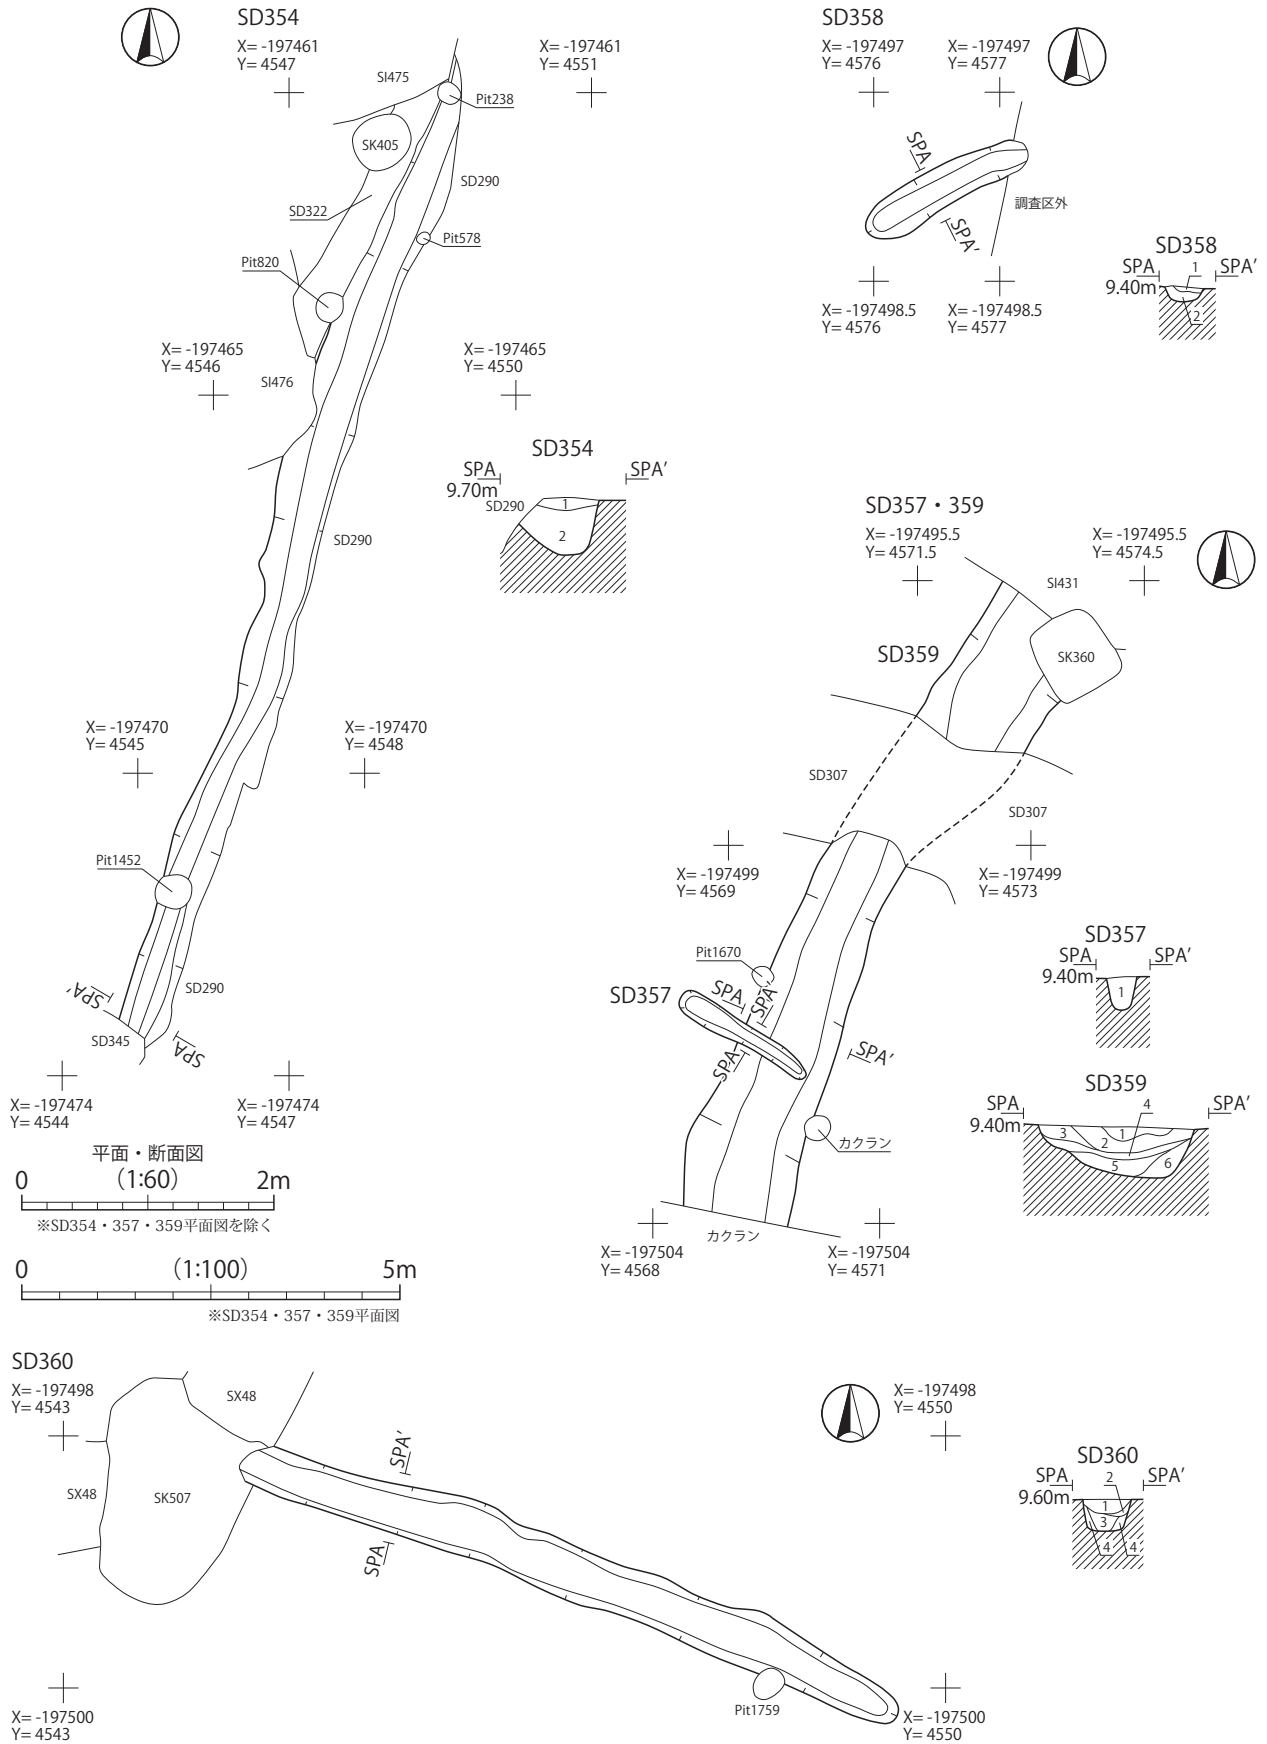 SD354
X= -197461
Y= 4547
X= -197461
Y= 4551
SI475
Pit238
SK405
SD290
SD322
Pit578
Pit820
X= -197465
Y= 4546
X= -197465
Y= 4550
SI476
SD290
X= -197470
Y= 4545
X= -197470
Y= 4548
Pit1452
SPA′
SD290
SD345
SPA
X= -197474
Y= 4544
X= -197474
Y= 4547
SD354
SPA
SPA′
9.70m
SD290
1
2
SD358
X= -197497
Y= 4576
X= -197497
Y= 4577
SPA
調査区外
SPA′
X= -197498.5
Y= 4576
X= -197498.5
Y= 4577
SD358
SPA
1
SPA′
9.40m
2
SD357・359
X= -197495.5
Y= 4571.5
X= -197495.5
Y= 4574.5
SI431
SD359
SK360
SD307
SD307
X= -197499
Y= 4569
X= -197499
Y= 4573
Pit1670
SD357
SPA
SPA′
SPA
SPA′
カクラン
カクラン
X= -197504
Y= 4568
X= -197504
Y= 4571
SD357
SPA
SPA′
9.40m
1
SD359
SPA
4
SPA′
9.40m
3
2
1
5
6
平面・断面図
0
(1:60)
2m
※SD354・357・359平面図を除く
0
(1:100)
5m
※SD354・357・359平面図
SD360
X= -197498
Y= 4543
SX48
X= -197498
Y= 4550
SPA′
SX48
SK507
SPA
Pit1759
X= -197500
Y= 4543
X= -197500
Y= 4550
SD360
SPA
2
SPA′
9.60m
1
3
4
4